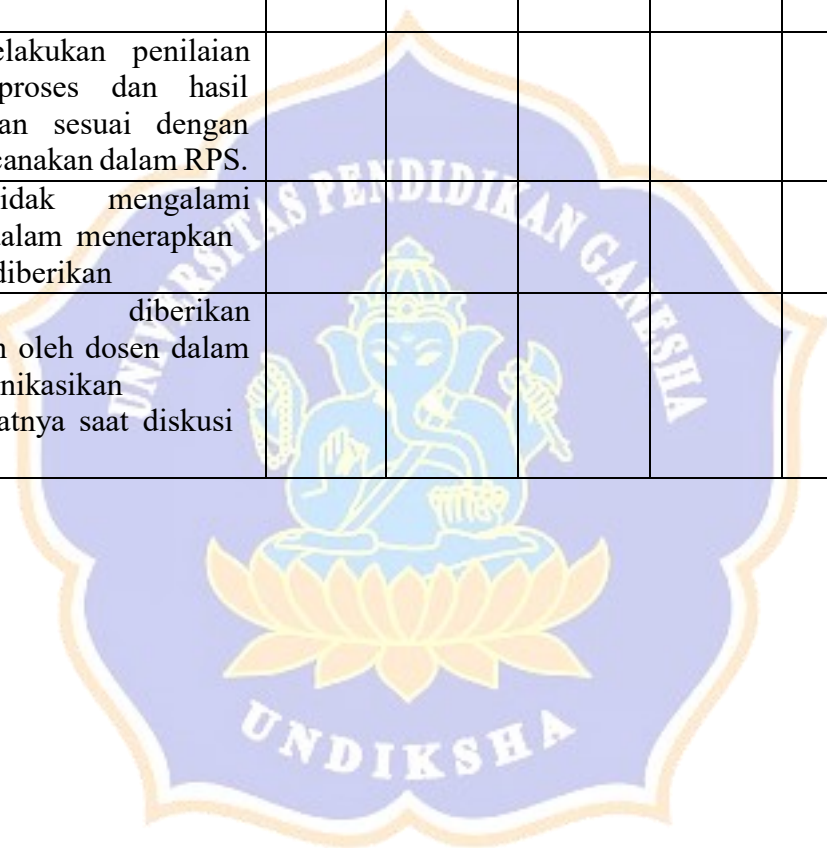 elakukan penilaian
proses dan hasil
an sesuai dengan
canakan dalam RPS.
idak mengalami
alam menerapkan
diberikan
diberikan
n oleh dosen dalam
nikasikan
atnya saat diskusi
UNIVERSITAS PENDIDIKAN GANESHA
UNDIKSHA